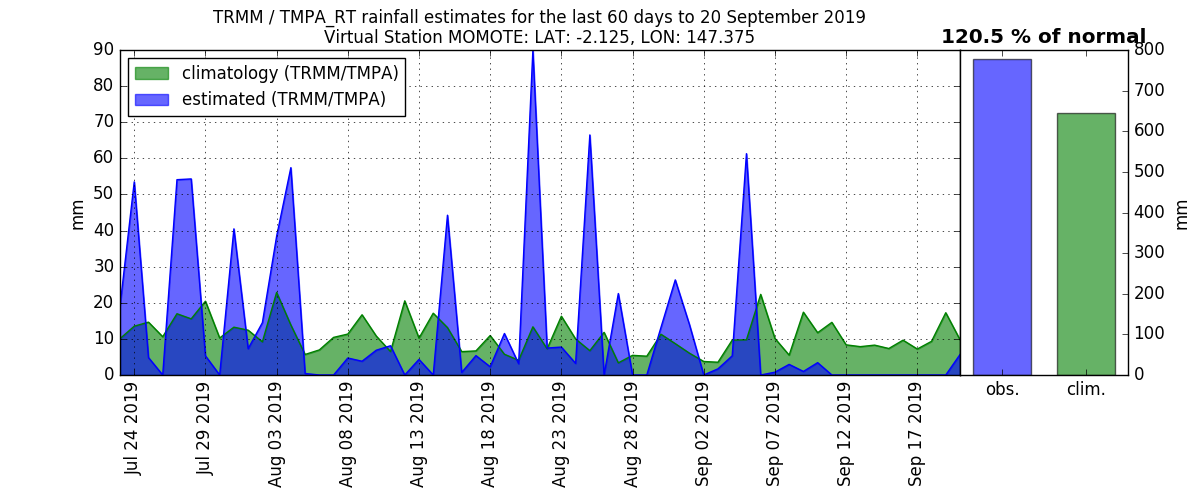 TRMM / TMPA_RT rainfall estimates for the last 60 days to 20 September 2019
Virtual Station MOMOTE: LAT: -2.125, LON: 147.375
120.5 % of normal
climatology (TRMM/TMPA)
estimated (TRMM/TMPA)
mm
90
80
70
60
50
40
30
20
10
0
Jul 24 2019
Jul 29 2019
Aug 03 2019
Aug 08 2019
Aug 13 2019
Aug 18 2019
Aug 23 2019
Aug 28 2019
Sep 02 2019
Sep 07 2019
Sep 12 2019
Sep 17 2019
obs.
clim.
800
700
600
500
400
300
200
100
0
mm